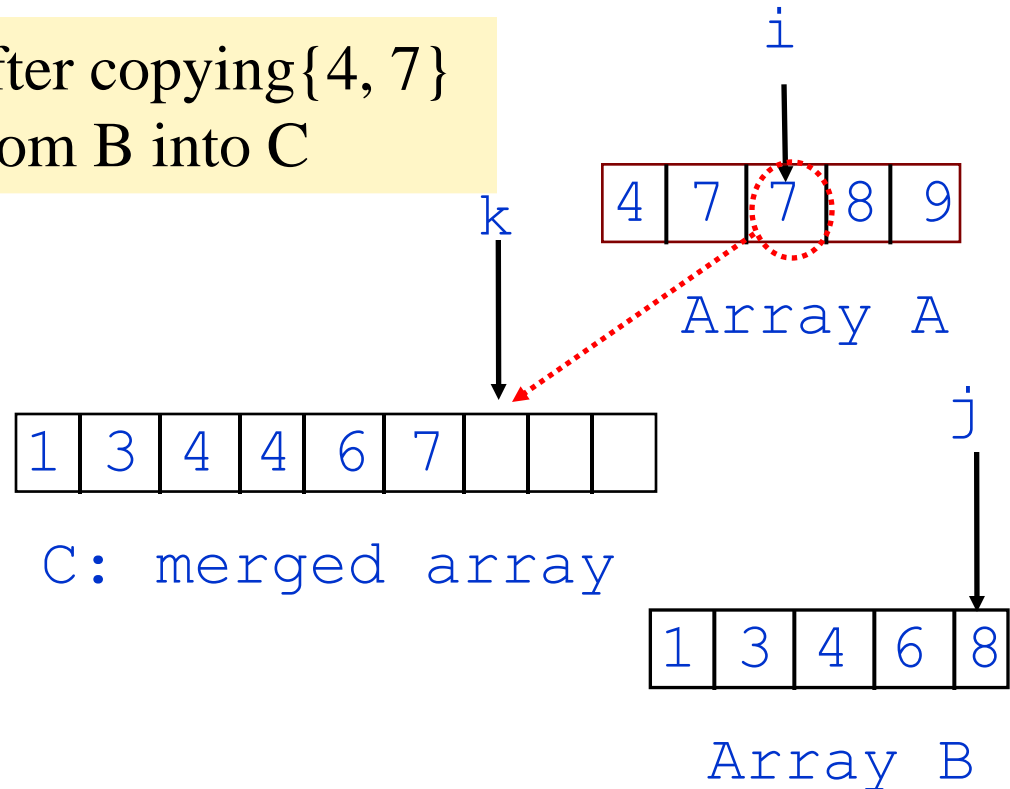 fter copying{4, 7}
om B into C
i
k
4 7 7 8 9
Array A
j
1 3 4 4 6 7
C: merged array
1 3 4 6 8
Array B